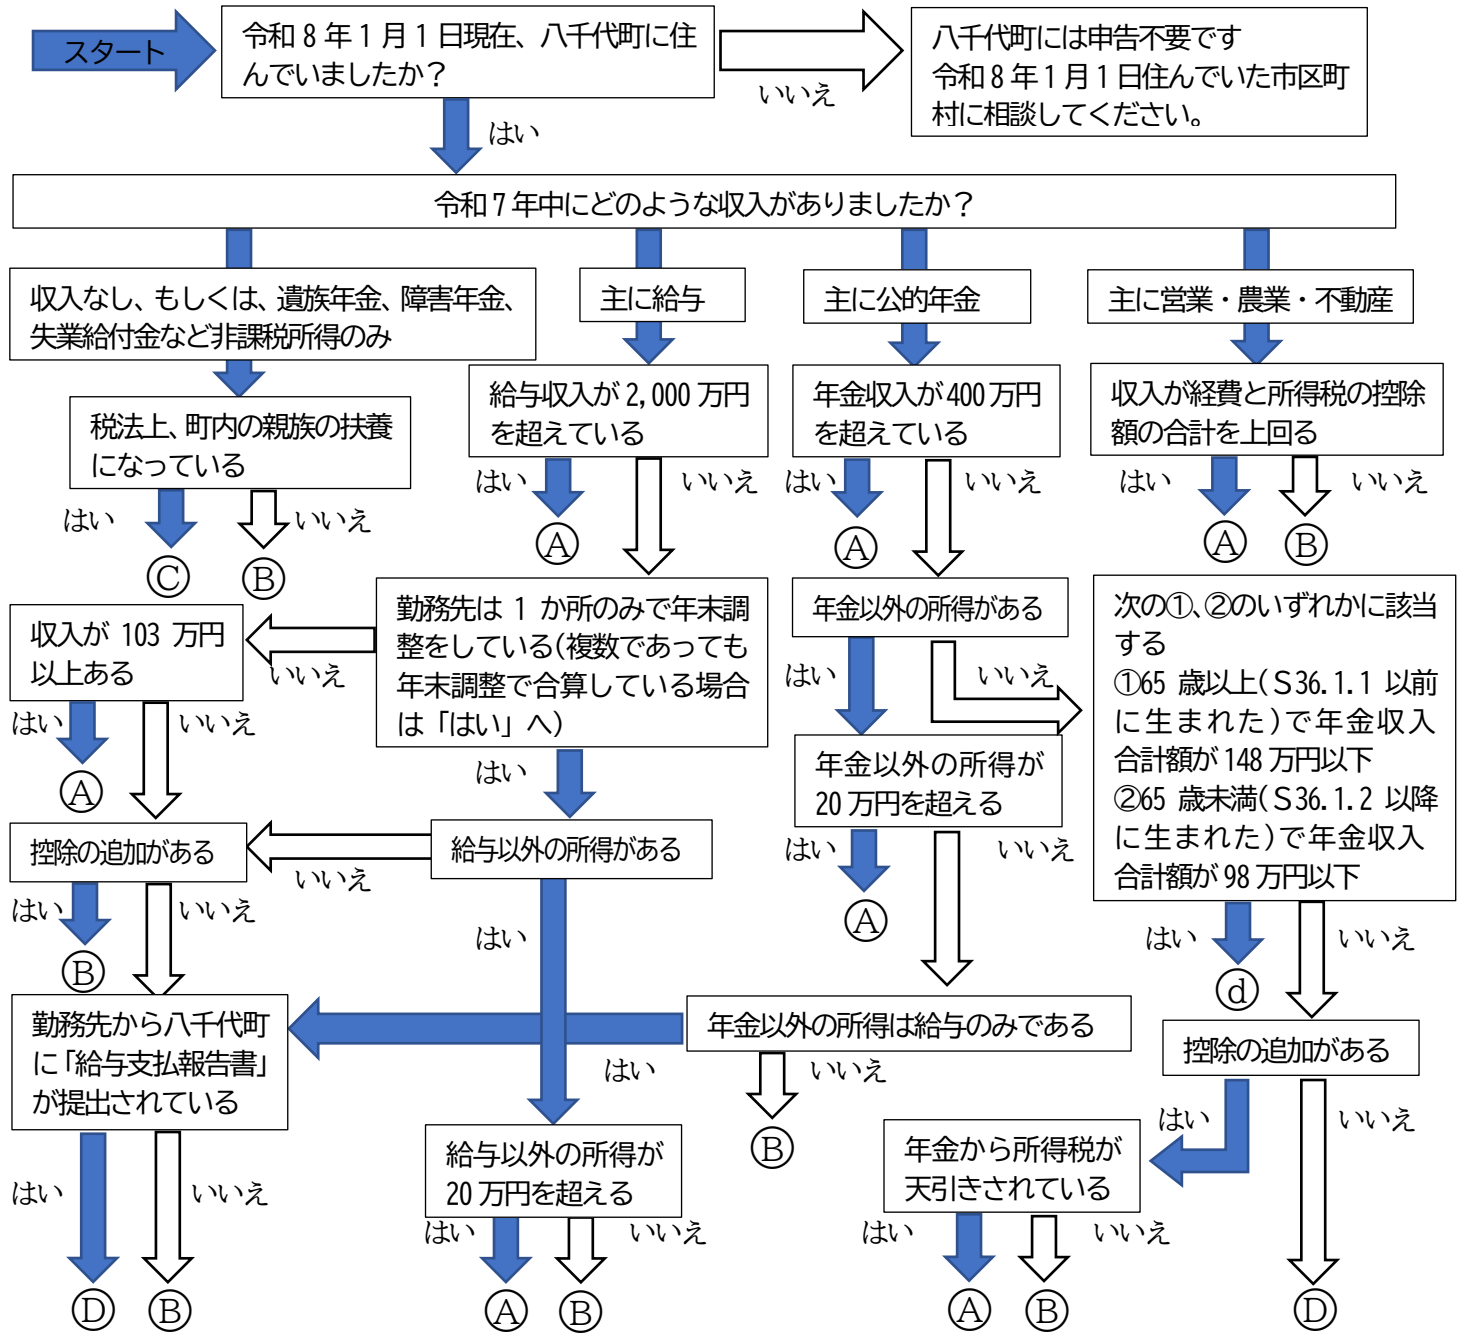 スタート
令和8年1月1日現在、八千代町に住
んでいましたか？
いいえ
八千代町には申告不要です
令和8年1月1日住んでいた市区町
村に相談してください。
はい
令和7年中にどのような収入がありましたか？
収入なし、もしくは、遺族年金、障害年金、
失業給付金など非課税所得のみ
主に給与
主に公的年金
主に営業・農業・不動産
税法上、町内の親族の扶養
になっている
はい
いいえ
Ⓒ
Ⓑ
給与収入が2,000万円
を超えている
はい
いいえ
Ⓐ
年金収入が400万円
を超えている
はい
いいえ
Ⓐ
収入が経費と所得税の控除
額の合計を上回る
はい
いいえ
Ⓐ
Ⓑ
収入が 103 万円
以上ある
はい
いいえ
Ⓐ
いいえ
勤務先は 1 か所のみで年末調
整をしている(複数であっても
年末調整で合算している場合
は「はい」へ)
はい
年金以外の所得がある
はい
いいえ
次の①、②のいずれかに該当
する
①65 歳以上(Ｓ36.1.1 以前
に生まれた)で年金収入
合計額が148万円以下
②65 歳未満(Ｓ36.1.2 以降
に生まれた)で年金収入
合計額が98万円以下
はい
いいえ
ⓓ
年金以外の所得が
20万円を超える
はい
いいえ
Ⓐ
控除の追加がある
はい
いいえ
Ⓑ
いいえ
給与以外の所得がある
はい
勤務先から八千代町
に「給与支払報告書」
が提出されている
はい
いいえ
Ⓓ
Ⓑ
年金以外の所得は給与のみである
はい
いいえ
Ⓑ
控除の追加がある
はい
いいえ
Ⓓ
給与以外の所得が
20万円を超える
はい
いいえ
Ⓐ
Ⓑ
年金から所得税が
天引きされている
はい
いいえ
Ⓐ
Ⓑ